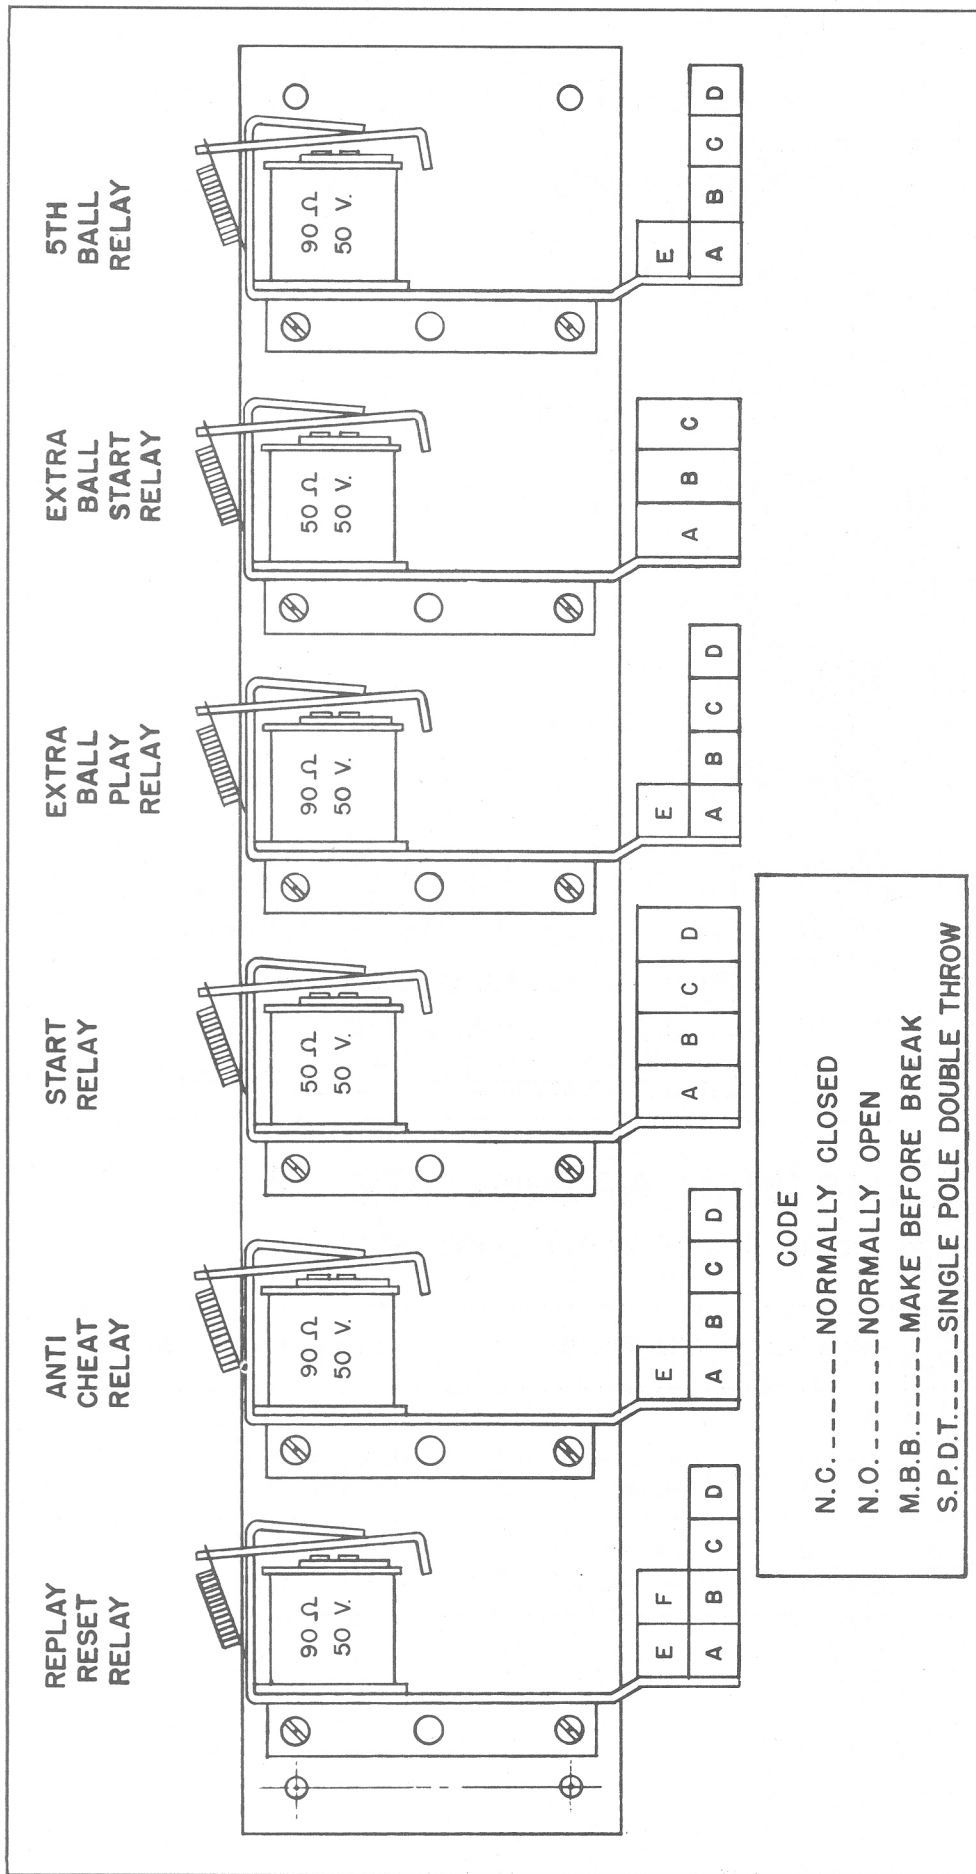 REPLAY
RESET
RELAY
ANTI
CHEAT
RELAY
START
RELAY
EXTRA
BALL
PLAY
RELAY
EXTRA
BALL
START
RELAY
5TH
BALL
RELAY
90 Ω
50 V.
90 Ω
50 V.
50 Ω
50 V.
90 Ω
50 V.
50 Ω
50 V.
90 Ω
50 V.
E F
A B C D
E
A B C D
A B C D
E
A B C D
A B C
E
A B C D
CODE
N.C.------NORMALLY CLOSED
N.O.------NORMALLY OPEN
M.B.B.-----MAKE BEFORE BREAK
S.P.D.T.----SINGLE POLE DOUBLE THROW